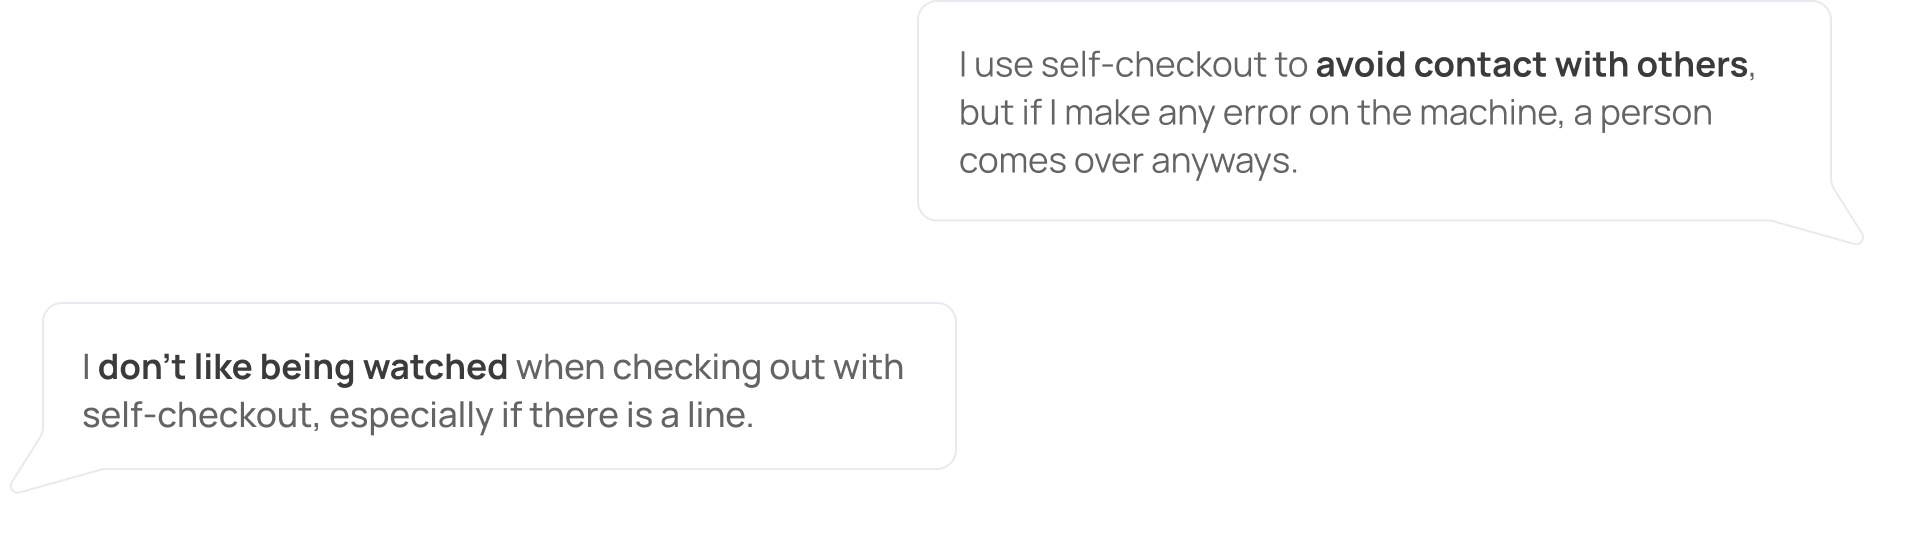 I use self-checkout to avoid contact with others,
but if I make any error on the machine, a person
comes over anyways.
I don’t like being watched when checking out with
self-checkout, especially if there is a line.